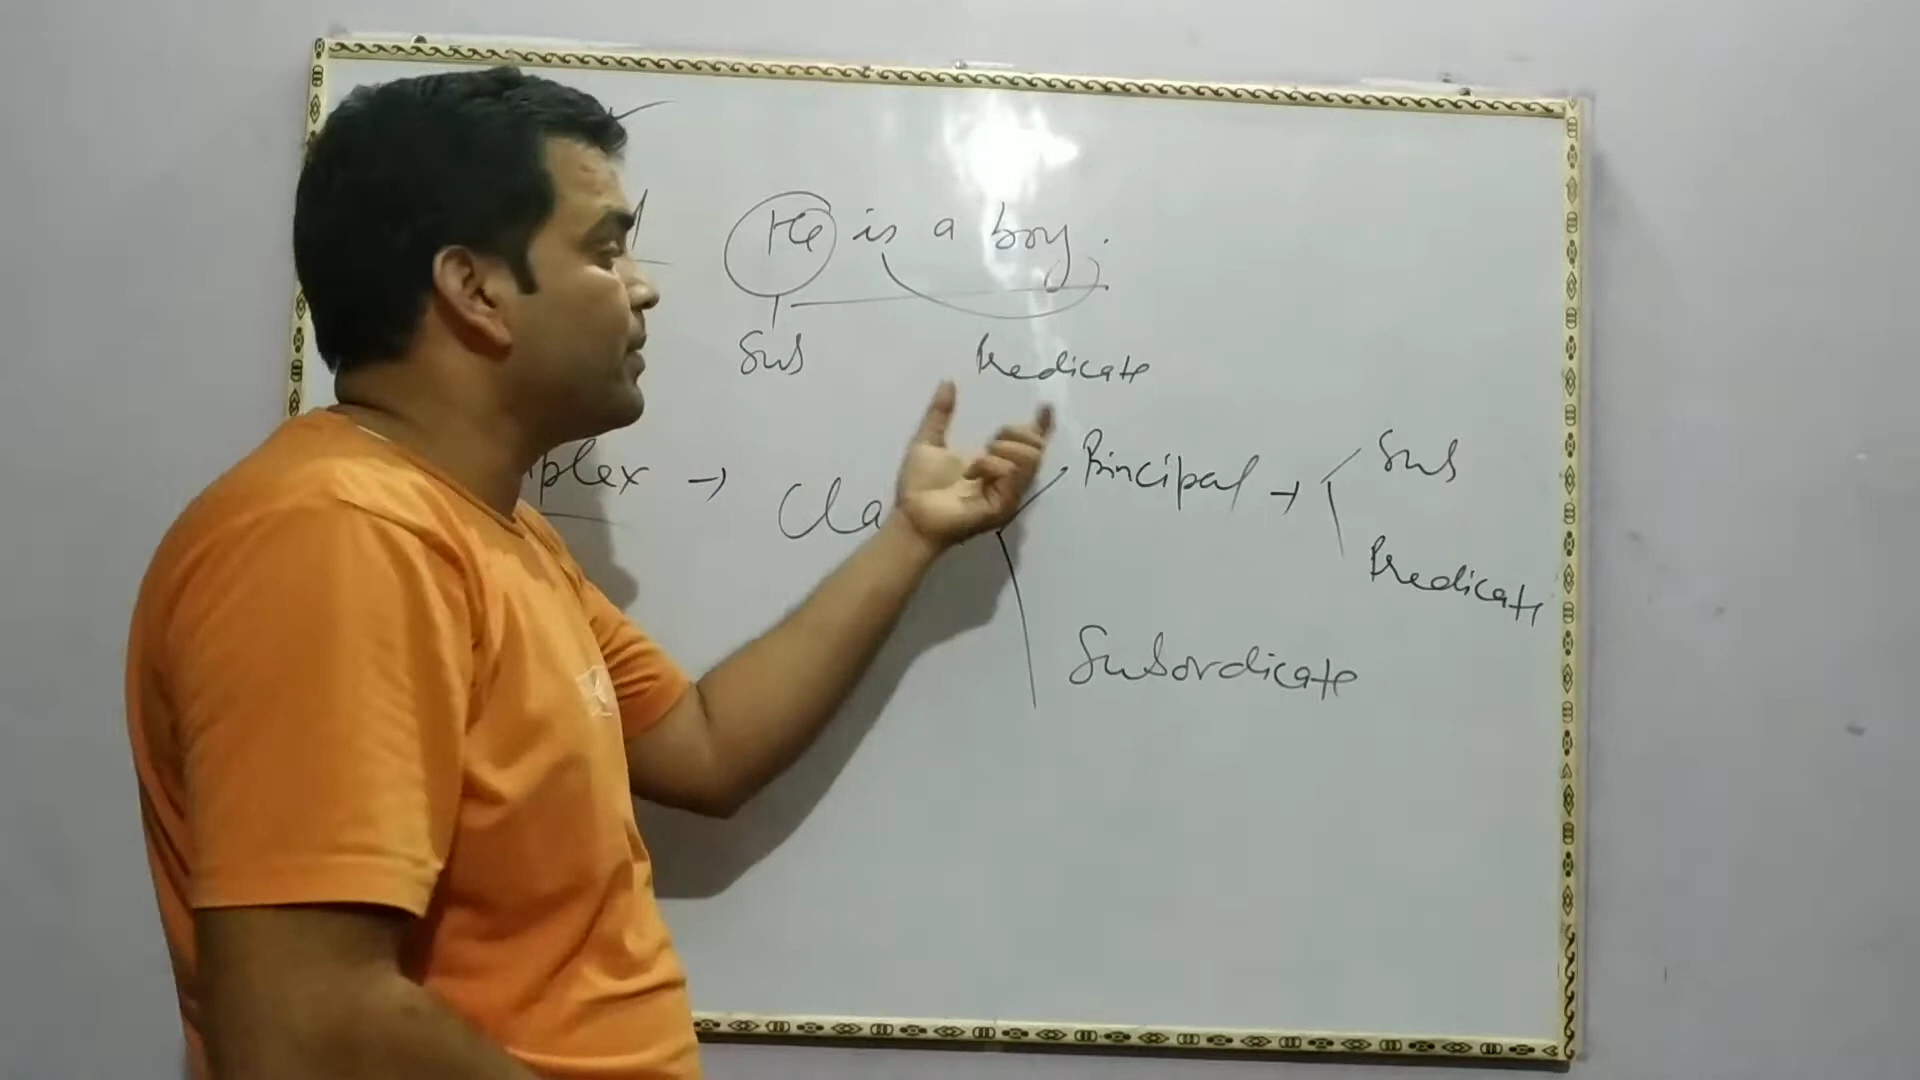 He is a boy.
Sub Predicate
plex → Cla Principal → Sub
Predicate
Subordicate